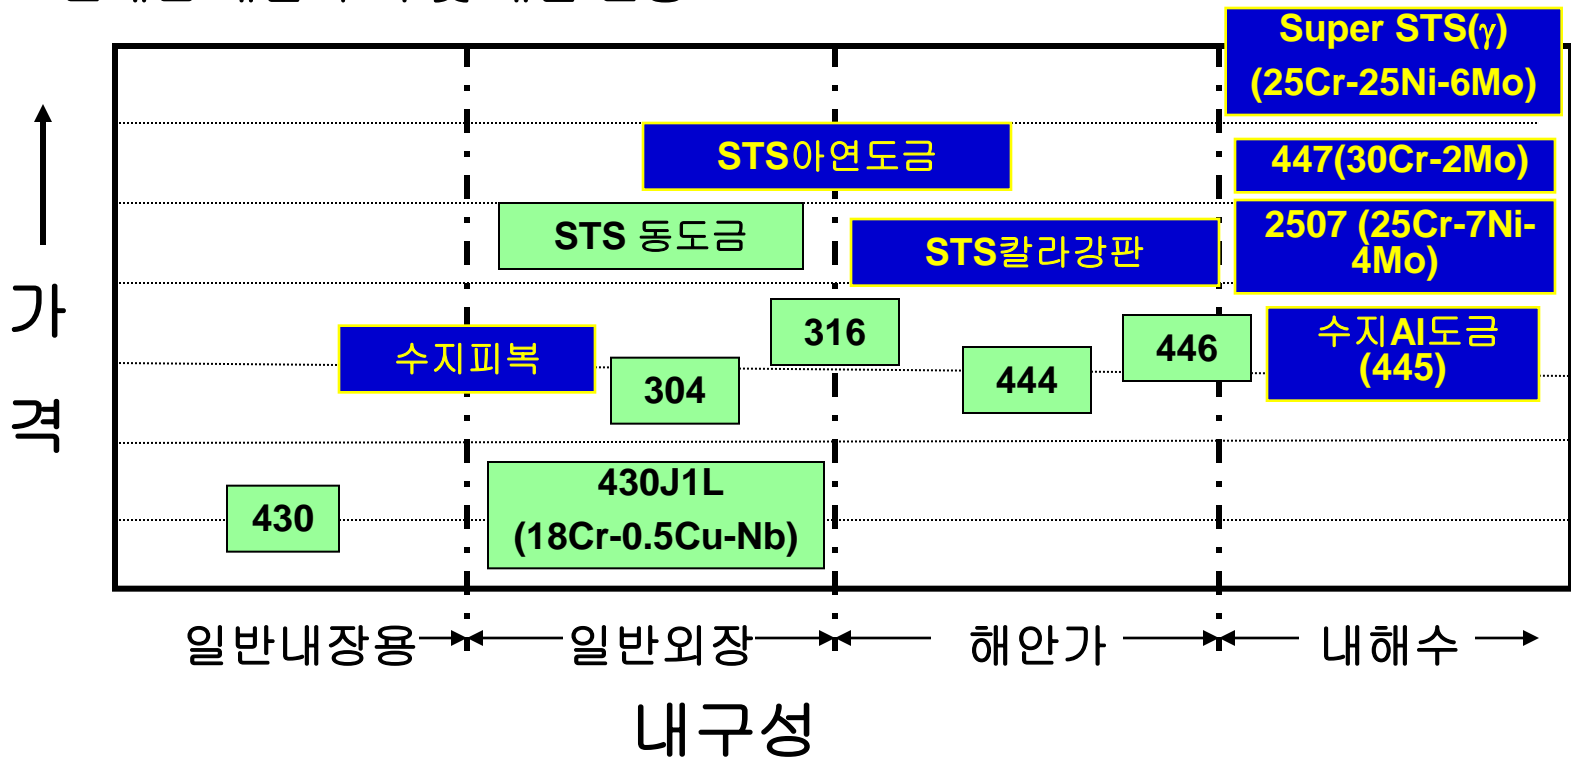 Super STS(γ)
(25Cr-25Ni-6Mo)
STS아연도금
447(30Cr-2Mo)
STS 동도금
STS칼라강판
2507 (25Cr-7Ni-
4Mo)
가
격
수지피복
304
316
444
446
수지Al도금
(445)
430
430J1L
(18Cr-0.5Cu-Nb)
일반내장용
일반외장
해안가
내해수
내구성